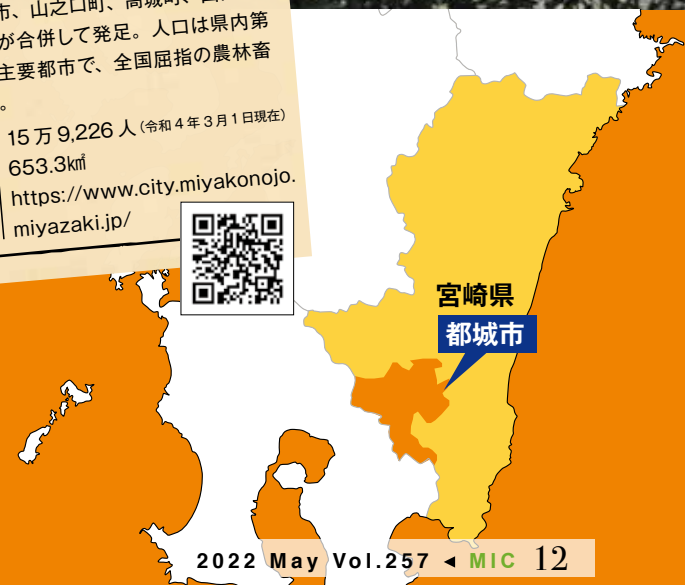 市、山之口町、高城町、
が合併して発足。人口は県内第
主要都市で、全国屈指の農林畜
。
15万9,226人(令和4年3月1日現在)
653.3㎢
https://www.city.miyakonojo.
miyazaki.jp/
宮崎県
都城市
2022 May Vol.257 ◂ MIC 12